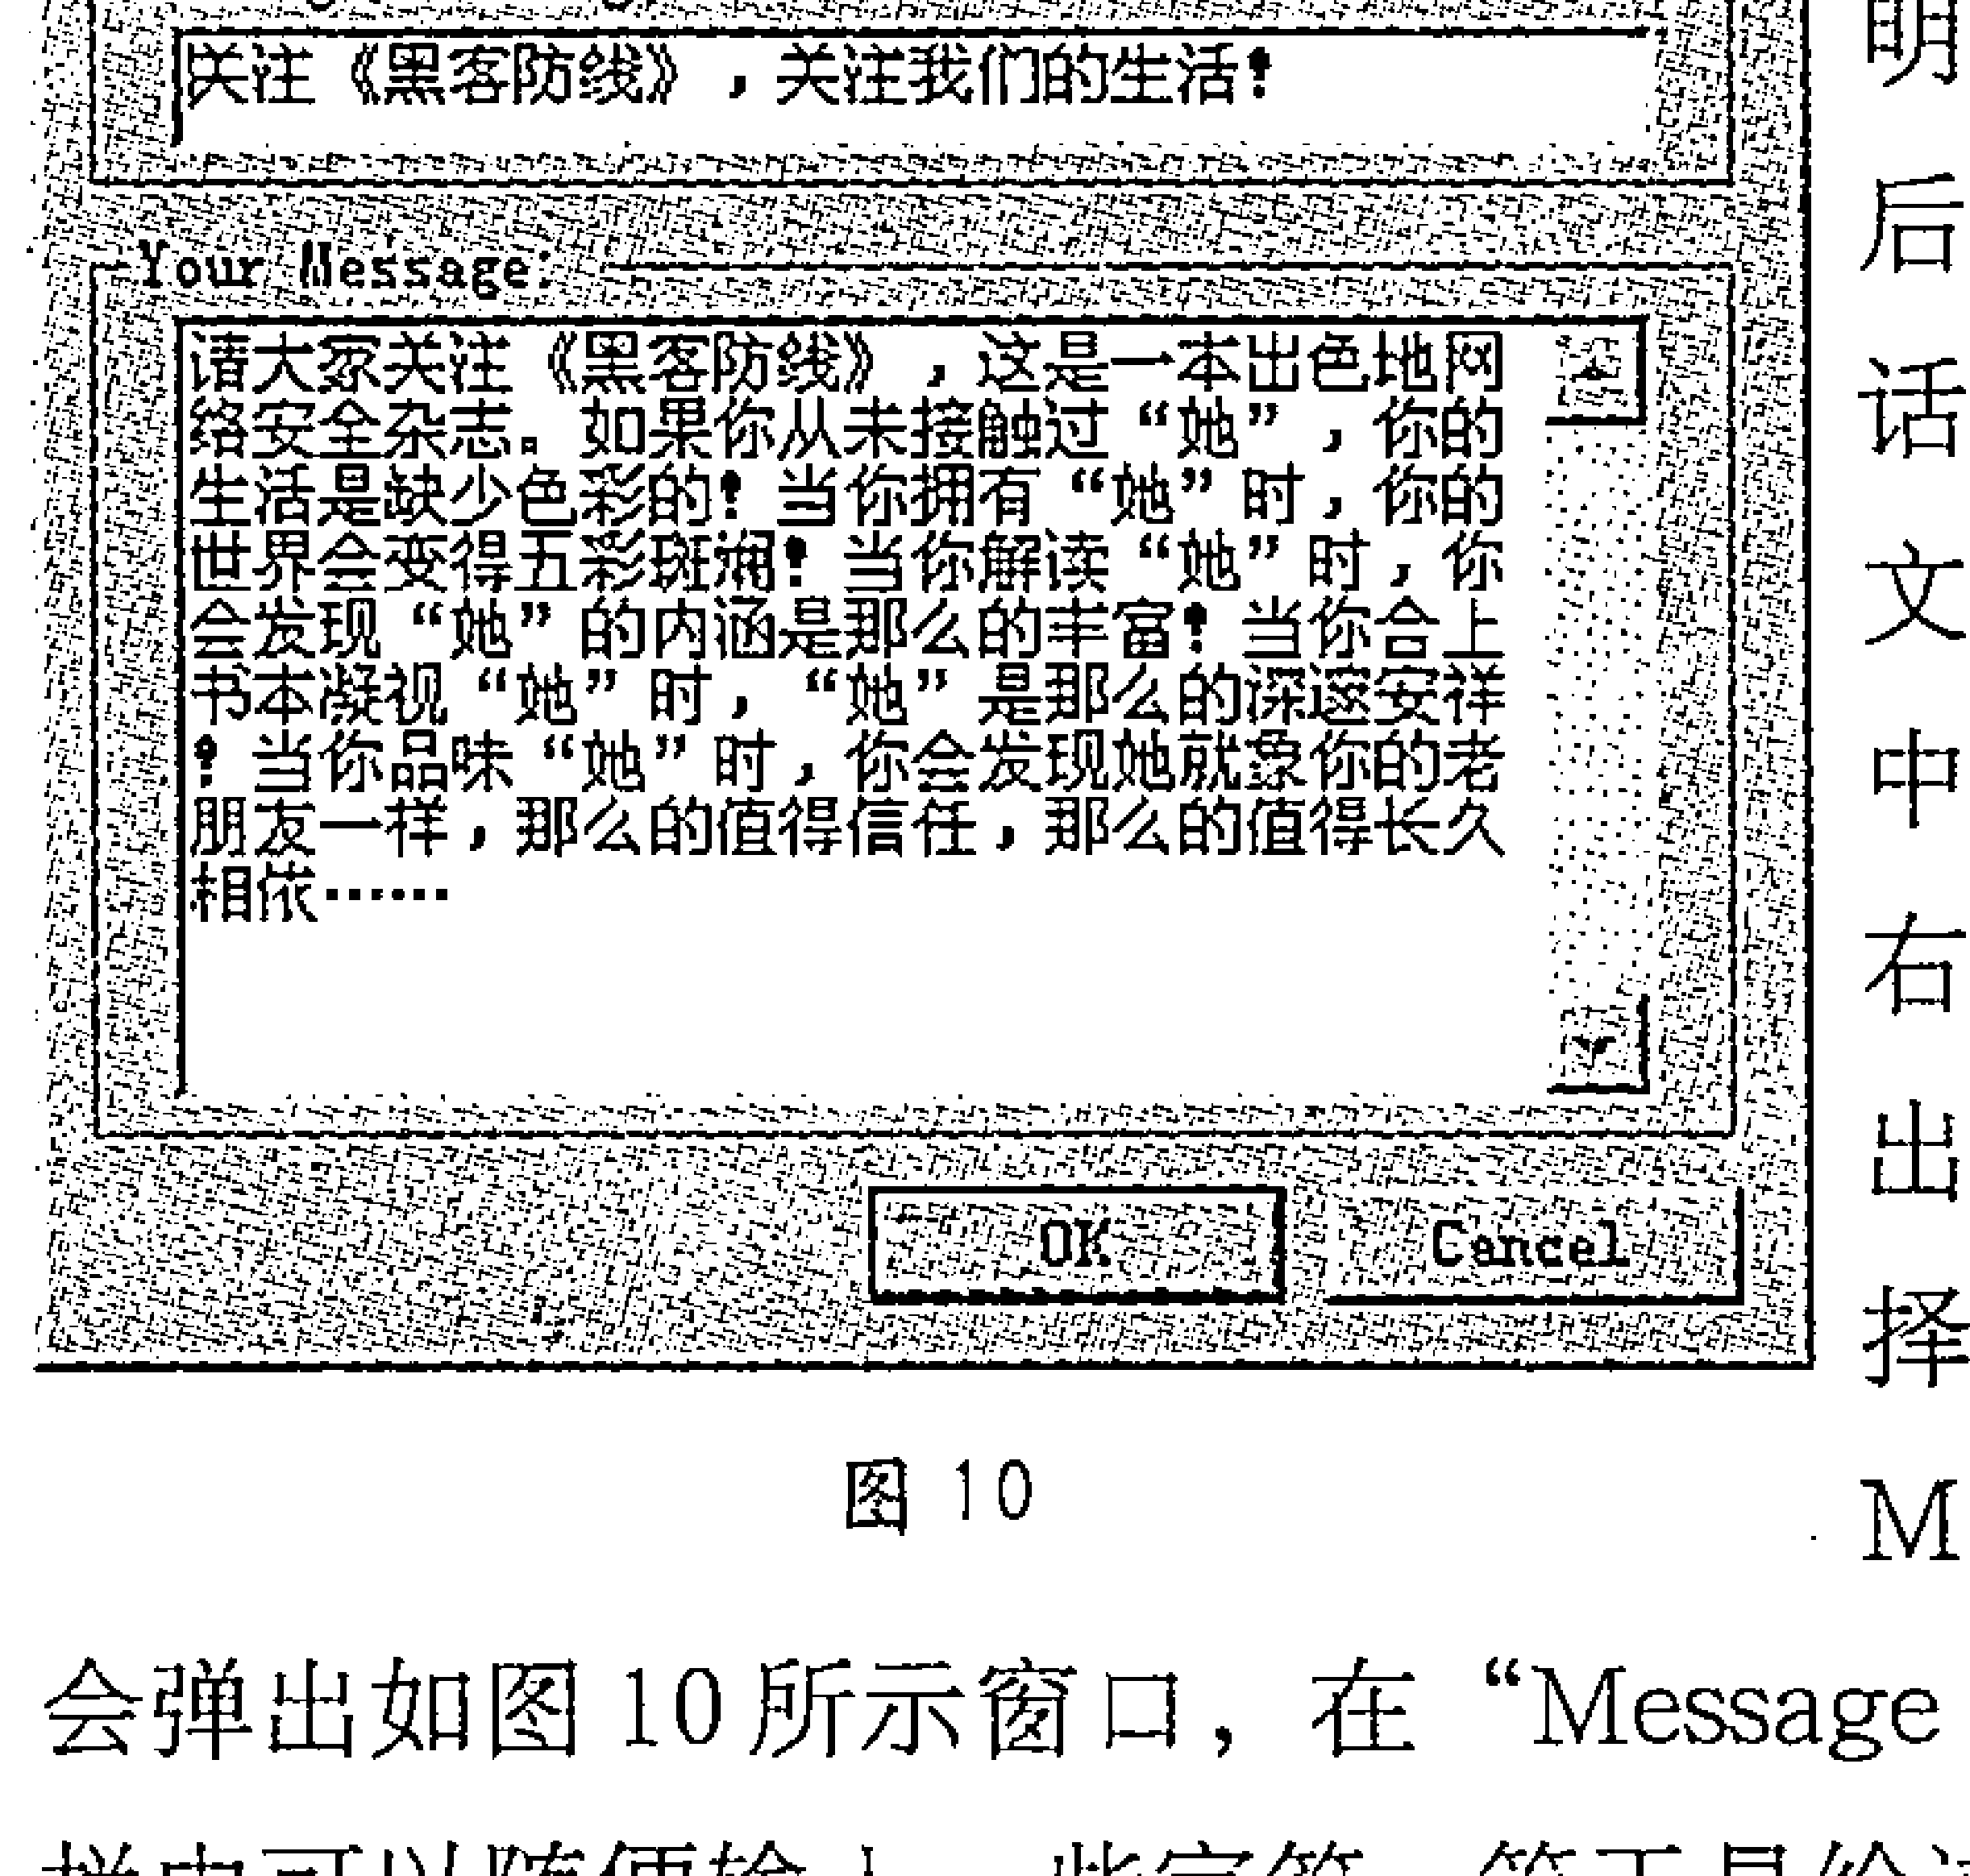 关注《黑客防线》,关注我们的生活!
Your Message:
请大家关注《黑客防线》,这是一本出色地网
络安全杂志。如果你从未接触过“她”,你的
生活是缺少色彩的!当你拥有“她”时,你的
世界会变得五彩斑斓!当你解读“她”时,你
会发现“她”的内涵是那么的丰富!当你合上
书本凝视“她”时,“她”是那么的深邃安祥
!当你品味“她”时,你会发现她就象你的老
朋友一样,那么的值得信任,那么的值得长久
相依……
OK
Cancel
图 10
会弹出如图 10 所示窗口, 在 “Message
明
后
话
文
中
右
出
择
M